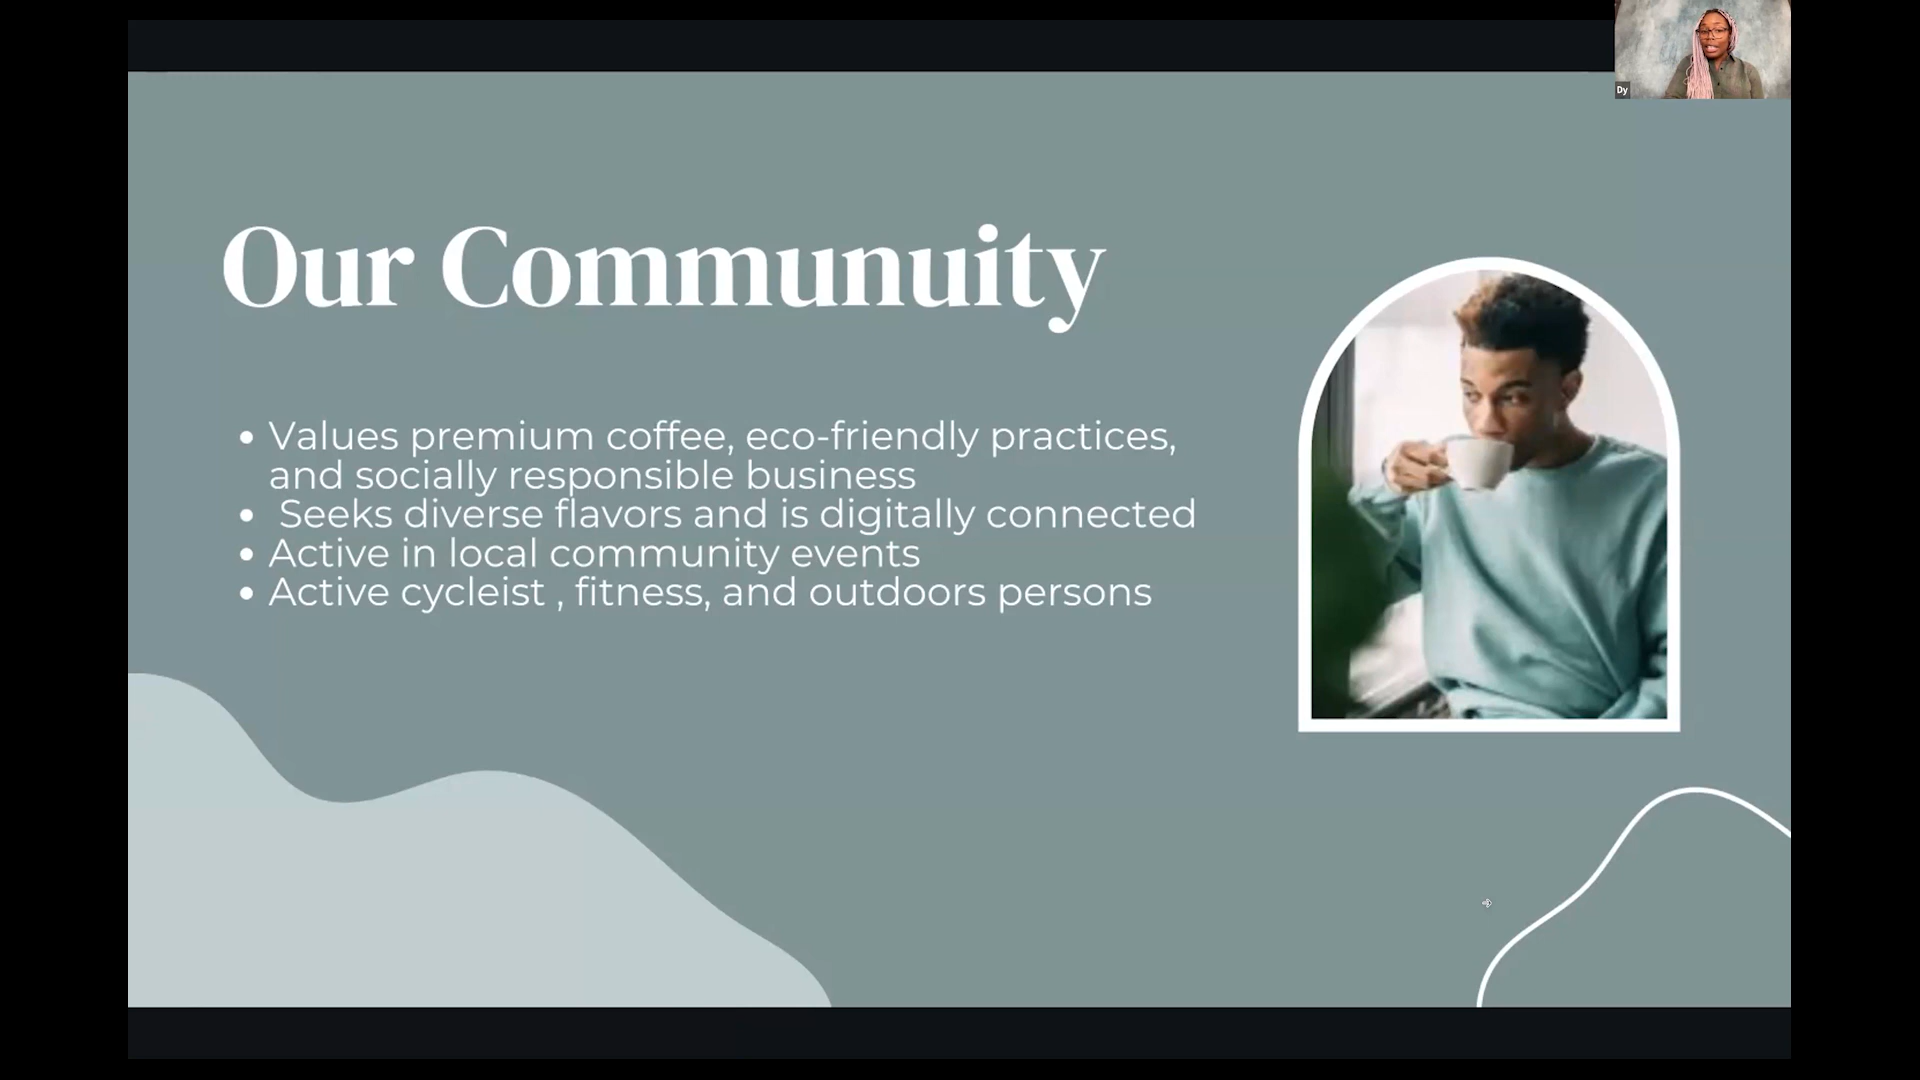 Dy
Our Communuity
• Values premium coffee, eco-friendly practices,
and socially responsible business
• Seeks diverse flavors and is digitally connected
• Active in local community events
• Active cycleist , fitness, and outdoors persons